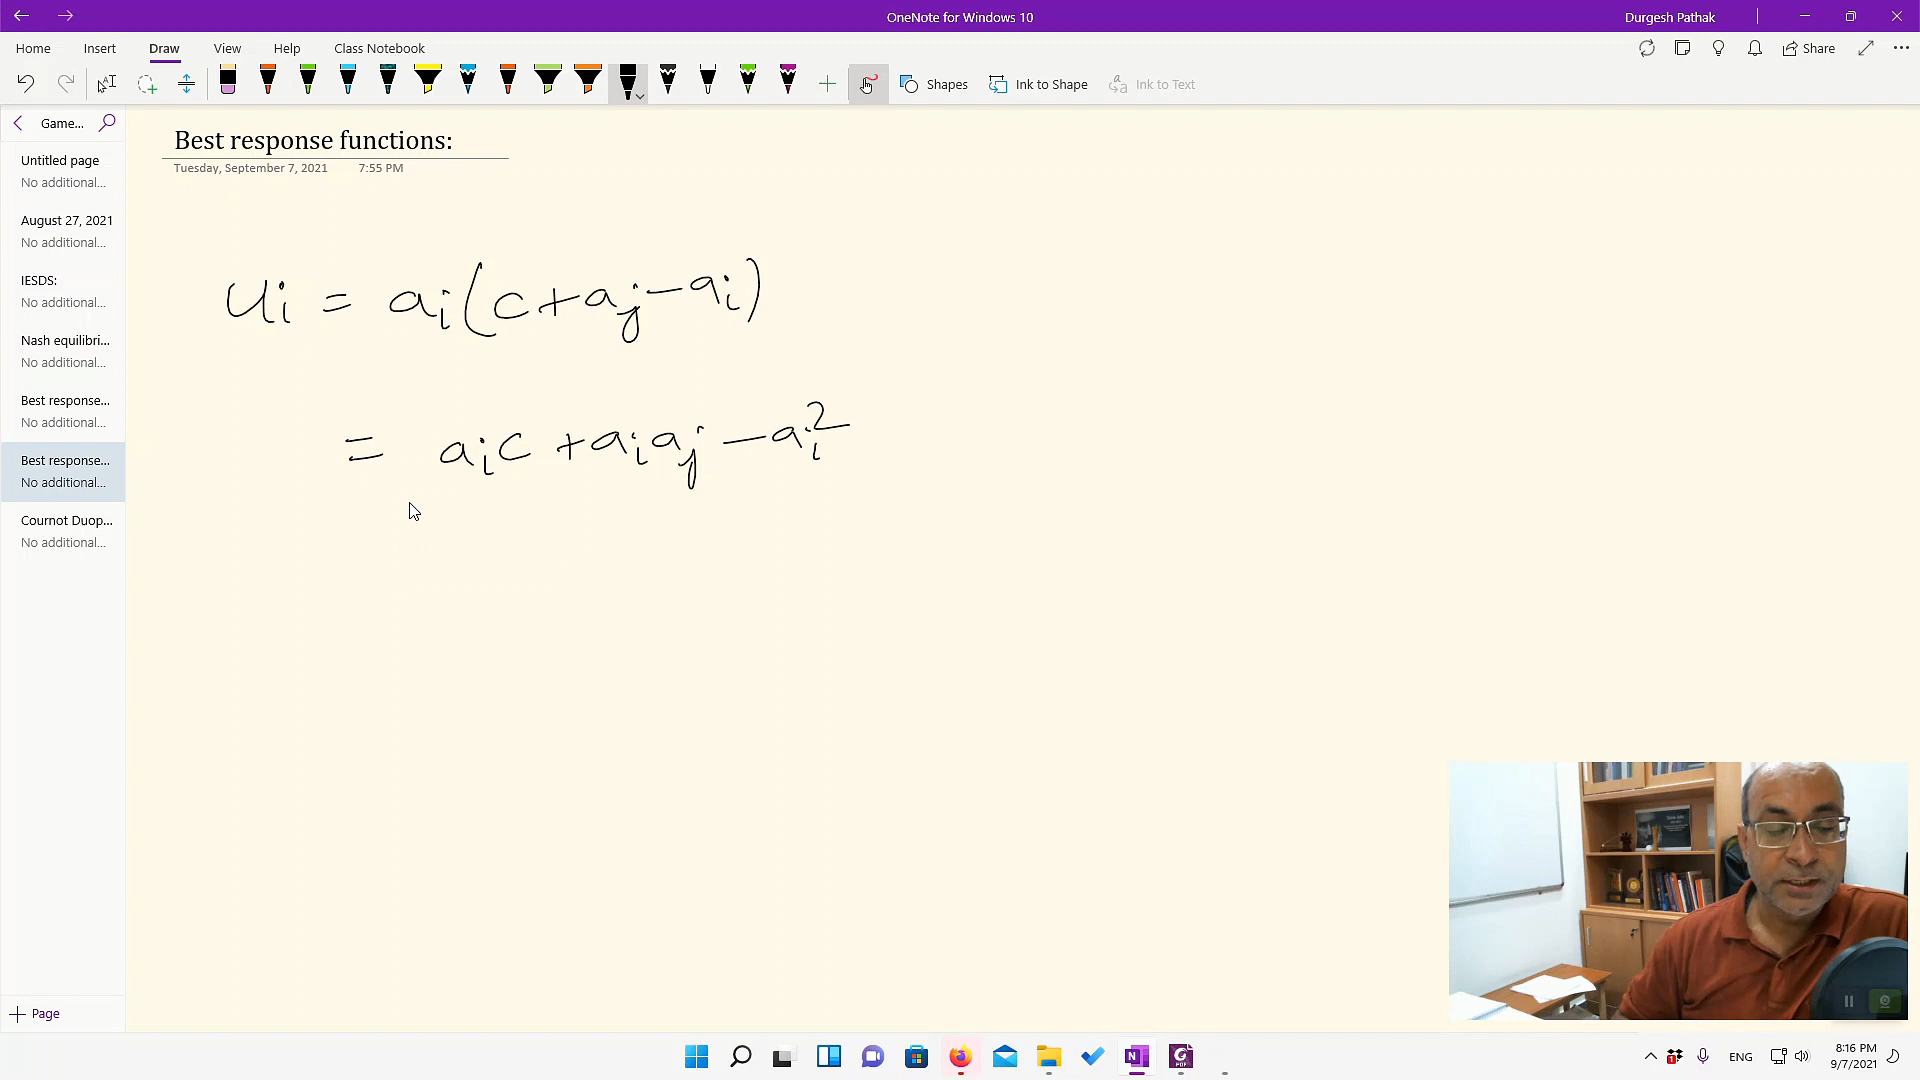 OneNote for Windows 10
Durgesh Pathak
Home Insert Draw View Help Class Notebook
Share
Shapes
Ink to Shape
Ink to Text
Game...
Untitled page
No additional...
August 27, 2021
No additional...
IESDS:
No additional...
Nash equilibri...
No additional...
Best response...
No additional...
Best response...
No additional...
Cournot Duop...
No additional...
Page
Best response functions:
Tuesday, September 7, 2021 7:55 PM
Ui = ai(c+aj-ai)
= aic +aiaj -ai²
ENG
8:16 PM
9/7/2021